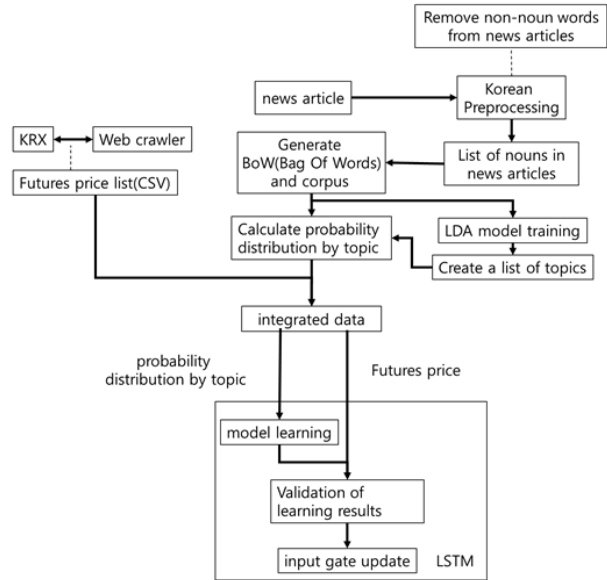 Remove non-noun words
from news articles
news article
Korean
Preprocessing
KRX
Web crawler
Generate
BoW(Bag Of Words)
and corpus
List of nouns in
news articles
Futures price list(CSV)
Calculate probability
distribution by topic
LDA model training
Create a list of topics
integrated data
probability
distribution by topic
Futures price
model learning
Validation of
learning results
input gate update
LSTM